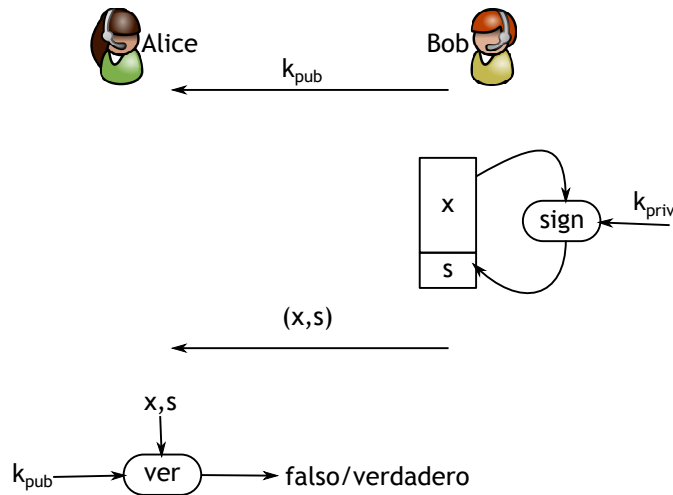 Alice
Bob
k_pub
x
sign
k_priv
s
(x,s)
x,s
k_pub
ver
falso/verdadero